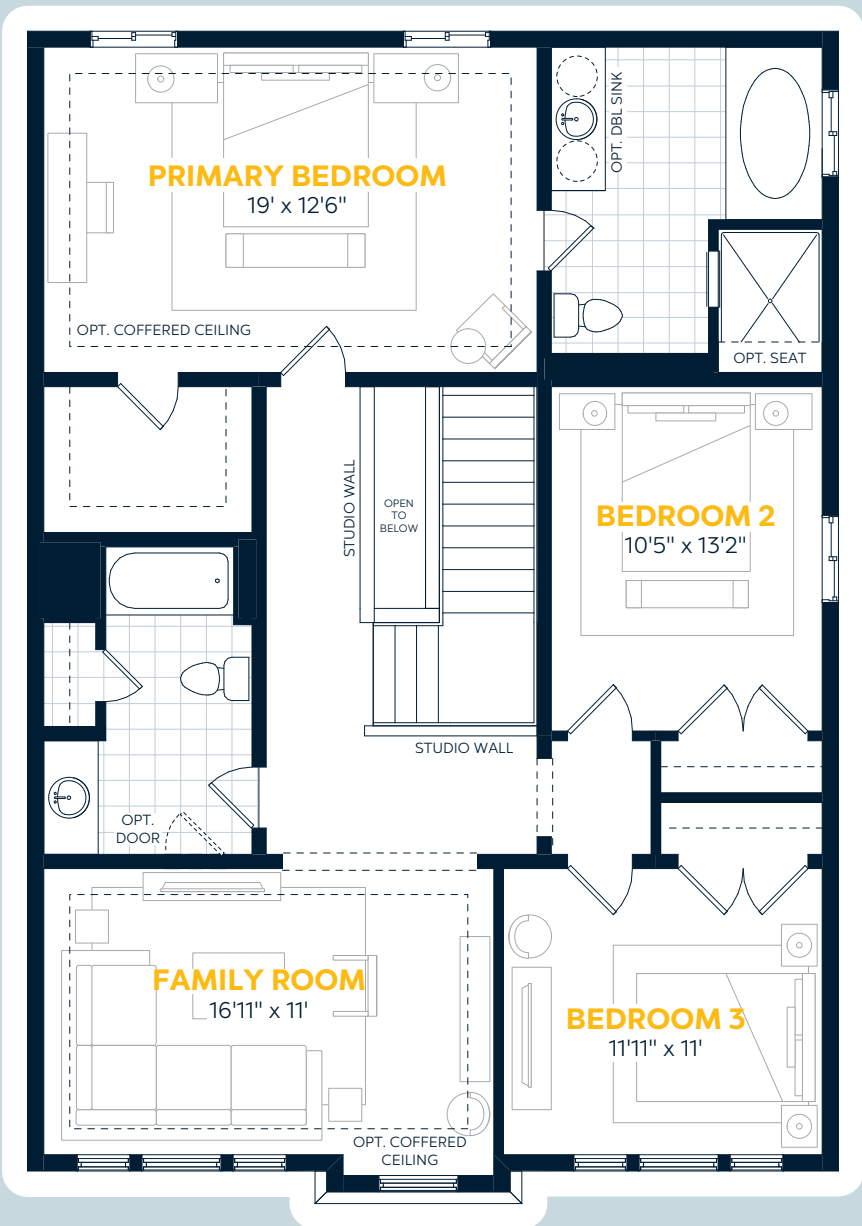 OPT. DBL SINK
PRIMARY BEDROOM
19' x 12'6"
OPT. COFFERED CEILING
OPT. SEAT
STUDIO WALL
OPEN
TO
BELOW
BEDROOM 2
10'5" x 13'2"
STUDIO WALL
OPT.
DOOR
FAMILY ROOM
16'11" x 11'
BEDROOM 3
11'11" x 11'
OPT. COFFERED
CEILING